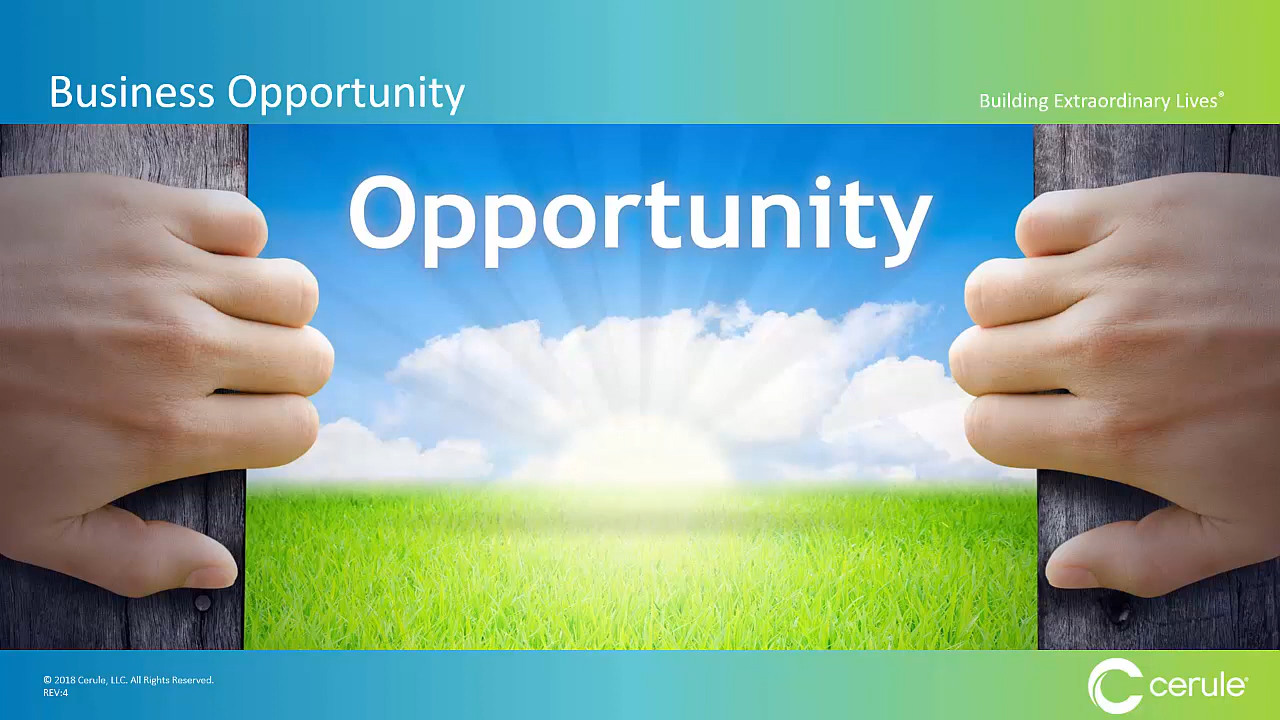 Business Opportunity
Building Extraordinary Lives®
Opportunity
© 2018 Cerule, LLC. All Rights Reserved.
REV:4
cerule®